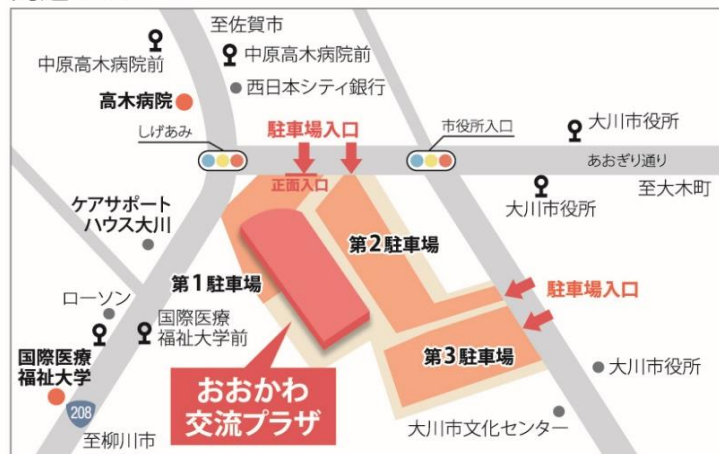 至佐賀市
中原高木病院前
中原高木病院前
西日本シティ銀行
高木病院
しげあみ
駐車場入口
市役所入口
大川市役所
正面入口
あおぎり通り
大川市役所
至大木町
ケアサポート
ハウス大川
第2駐車場
第1駐車場
駐車場入口
ローソン
国際医療
福祉大学前
第3駐車場
国際医療
福祉大学
おおかわ
交流プラザ
大川市役所
208
至柳川市
大川市文化センター